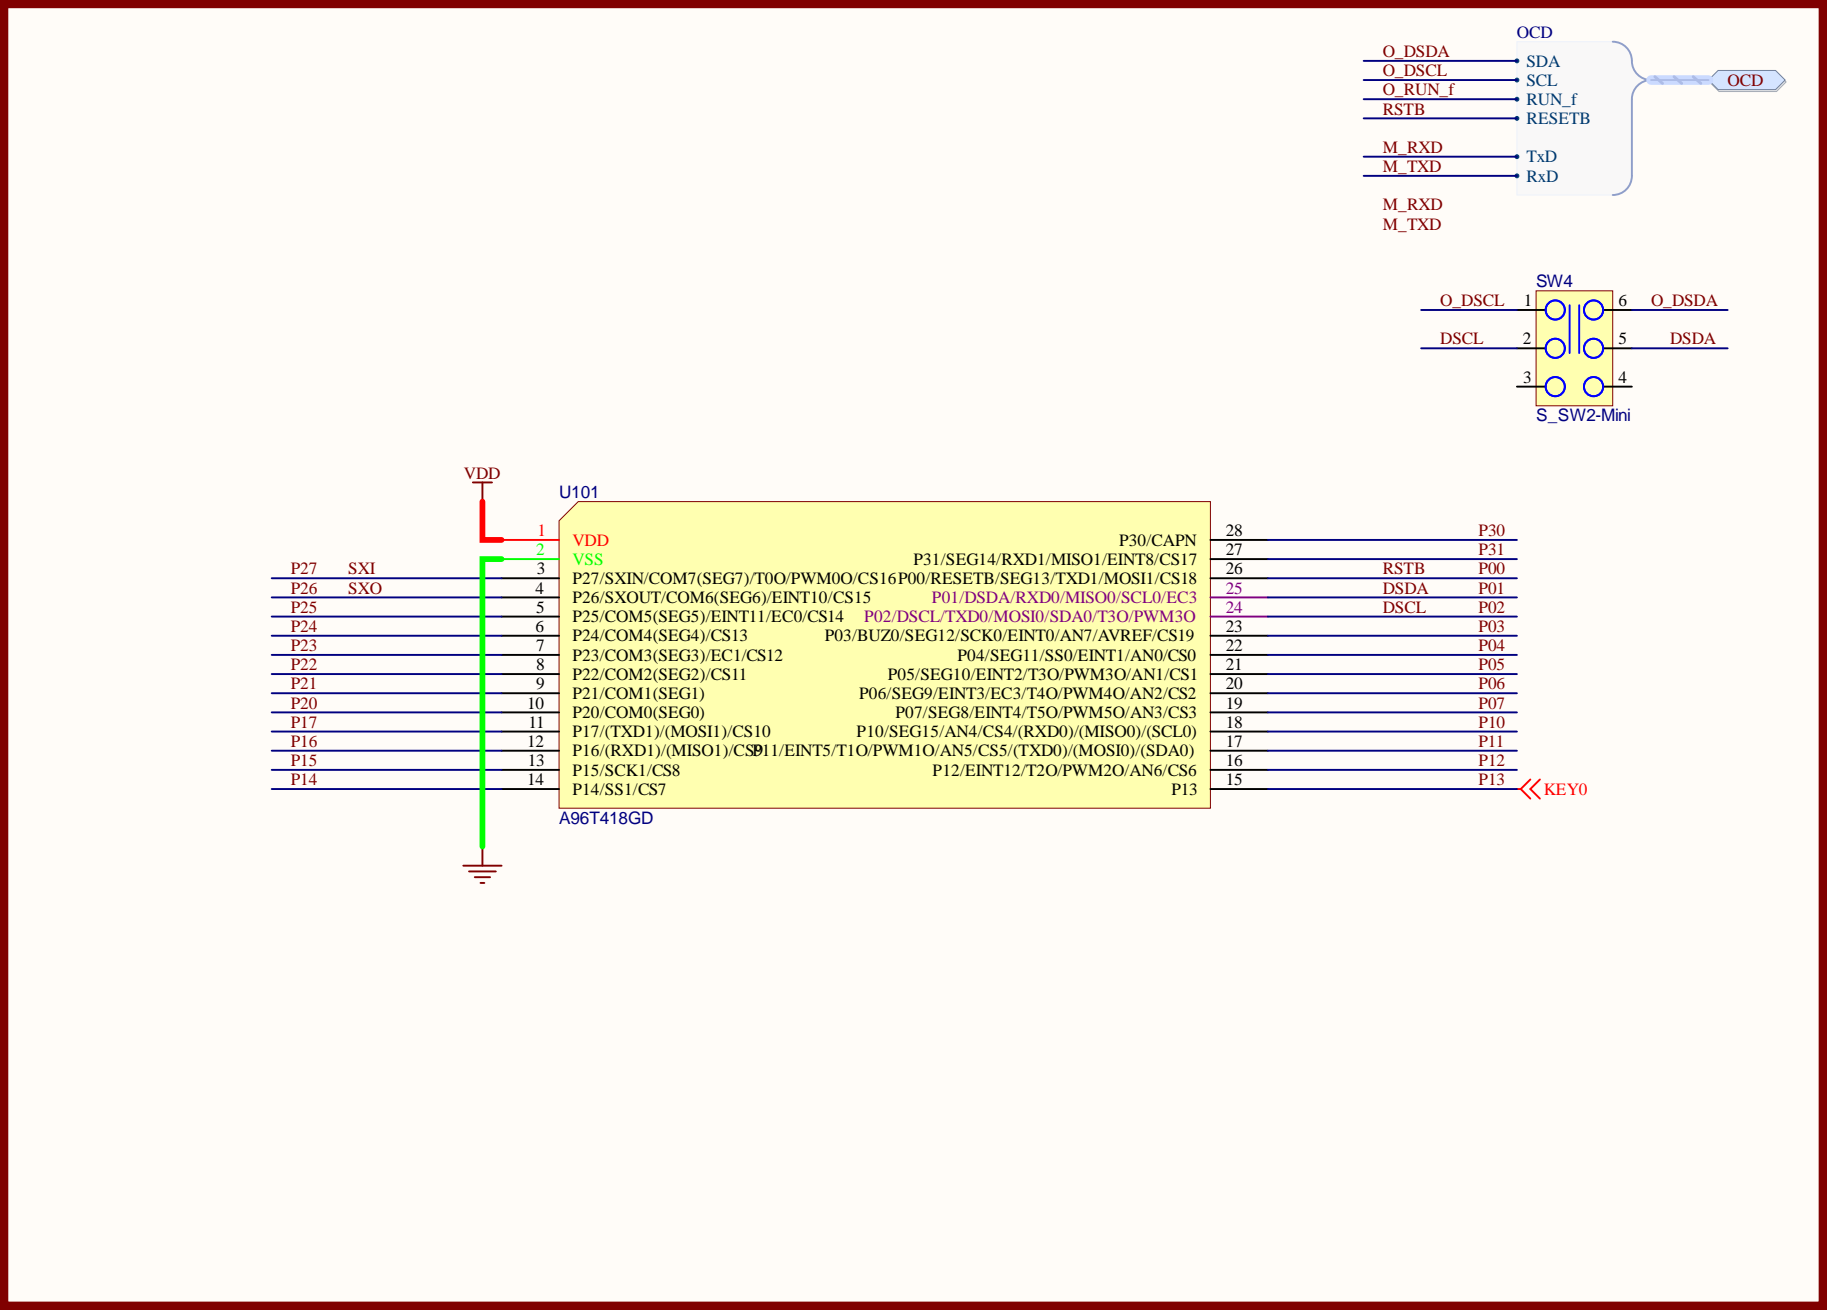 OCD
O_DSDA SDA
O_DSCL SCL OCD
O_RUN_f RUN_f
RSTB RESETB
M_RXD TxD
M_TXD RxD
M_RXD
M_TXD
SW4
O_DSCL 1 6 O_DSDA
DSCL 2 5 DSDA
3 4
S_SW2-Mini
VDD
U101
1 VDD P30/CAPN 28 P30
2 VSS P31/SEG14/RXD1/MISO1/EINT8/CS17 27 P31
P27 SXI 3 P27/SXIN/COM7(SEG7)/T0O/PWM0O/CS16 P00/RESETB/SEG13/TXD1/MOSI1/CS18 26 RSTB P00
P26 SXO 4 P26/SXOUT/COM6(SEG6)/EINT10/CS15 P01/DSDA/RXD0/MISO0/SCL0/EC3 25 DSDA P01
P25 5 P25/COM5(SEG5)/EINT11/EC0/CS14 P02/DSCL/TXD0/MOSI0/SDA0/T3O/PWM3O 24 DSCL P02
P24 6 P24/COM4(SEG4)/CS13 P03/BUZ0/SEG12/SCK0/EINT0/AN7/AVREF/CS19 23 P03
P23 7 P23/COM3(SEG3)/EC1/CS12 P04/SEG11/SS0/EINT1/AN0/CS0 22 P04
P22 8 P22/COM2(SEG2)/CS11 P05/SEG10/EINT2/T3O/PWM3O/AN1/CS1 21 P05
P21 9 P21/COM1(SEG1) P06/SEG9/EINT3/EC3/T4O/PWM4O/AN2/CS2 20 P06
P20 10 P20/COM0(SEG0) P07/SEG8/EINT4/T5O/PWM5O/AN3/CS3 19 P07
P17 11 P17/(TXD1)/(MOSI1)/CS10 P10/SEG15/AN4/CS4/(RXD0)/(MISO0)/(SCL0) 18 P10
P16 12 P16/(RXD1)/(MISO1)/CS9 P11/EINT5/T1O/PWM1O/AN5/CS5/(TXD0)/(MOSI0)/(SDA0) 17 P11
P15 13 P15/SCK1/CS8 P12/EINT12/T2O/PWM2O/AN6/CS6 16 P12
P14 14 P14/SS1/CS7 P13 15 P13 KEY0
A96T418GD